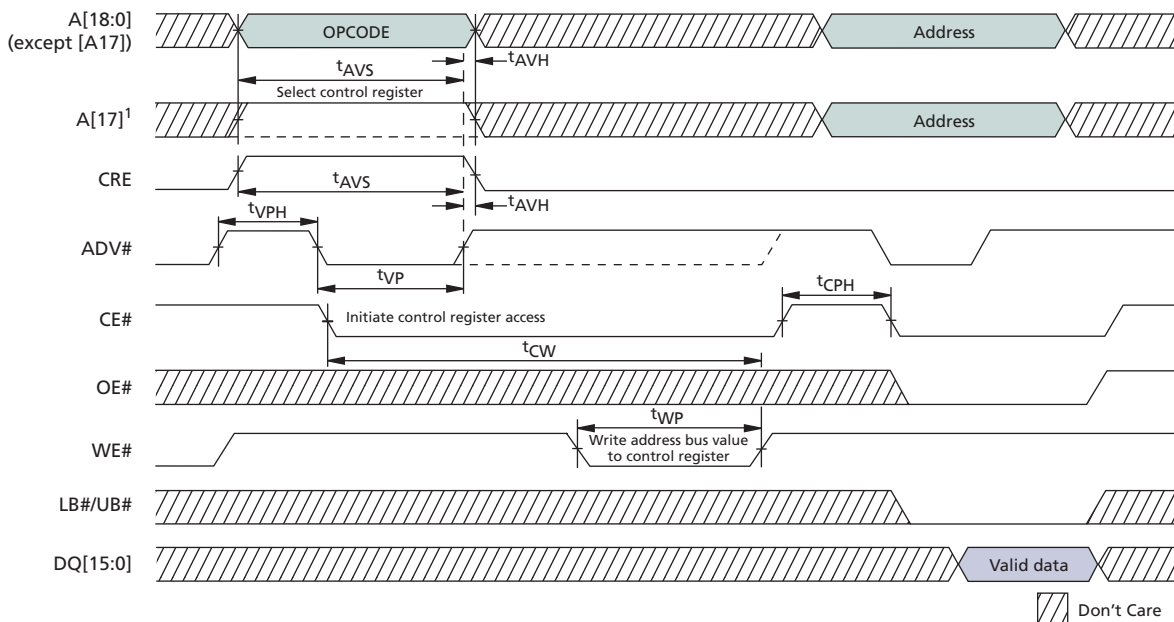 A[18:0]
(except [A17])
OPCODE
Address
tAVS
tAVH
Select control register
A[17]1
Address
CRE
tAVS
tAVH
tVPH
ADV#
tVP
tCPH
CE#
Initiate control register access
tCW
OE#
tWP
WE#
Write address bus value
to control register
LB#/UB#
DQ[15:0]
Valid data
Don't Care